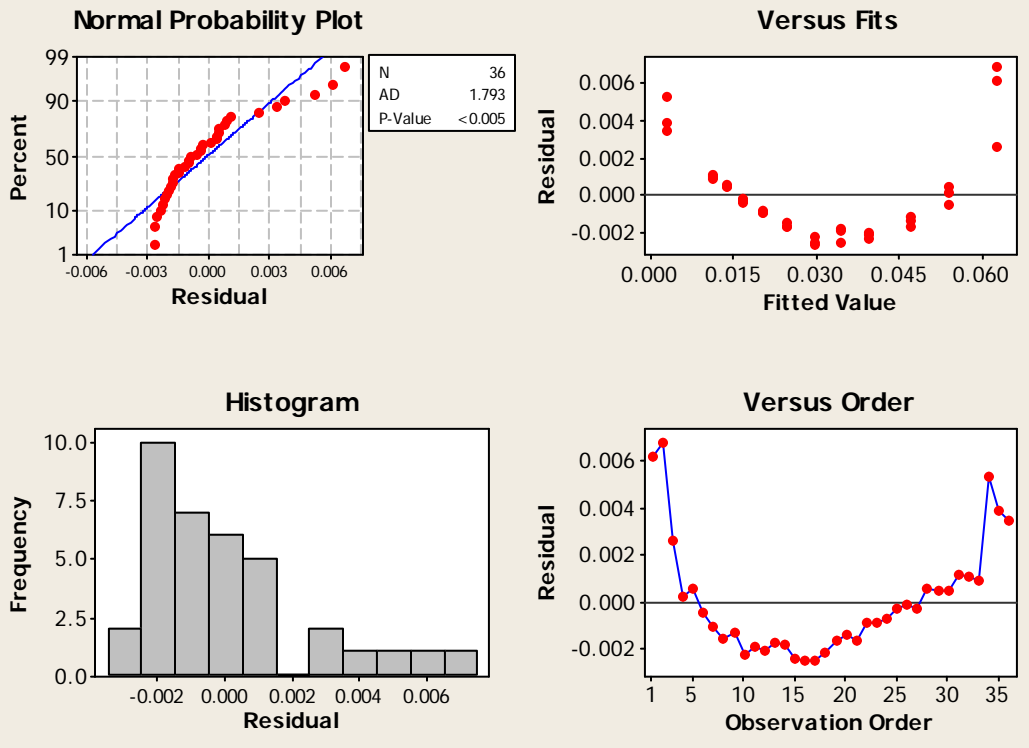 Normal Probability Plot
99
90
50
10
1
Percent
-0.006 -0.003 0.000 0.003 0.006
Residual
N 36
AD 1.793
P-Value <0.005
Versus Fits
0.006
0.004
0.002
0.000
-0.002
Residual
0.000 0.015 0.030 0.045 0.060
Fitted Value
Histogram
10.0
7.5
5.0
2.5
0.0
Frequency
-0.002 0.000 0.002 0.004 0.006
Residual
Versus Order
0.006
0.004
0.002
0.000
-0.002
Residual
1 5 10 15 20 25 30 35
Observation Order